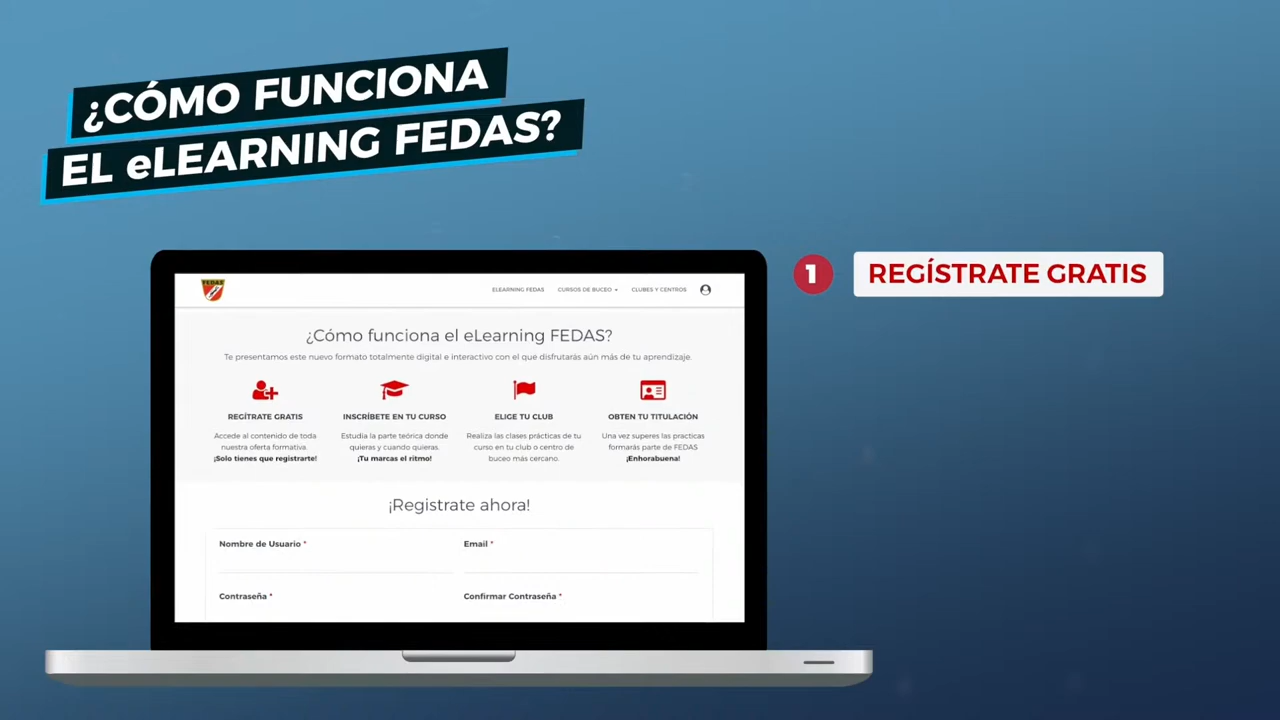 ¿CÓMO FUNCIONA
EL eLEARNING FEDAS?
1 REGÍSTRATE GRATIS
FEDAS
ELEARNING FEDAS CURSOS DE BUCEO CLUBES Y CENTROS
¿Cómo funciona el eLearning FEDAS?
Te presentamos este nuevo formato totalmente digital e interactivo con el que disfrutarás aún más de tu aprendizaje.
REGÍTRATE GRATIS
Accede al contenido de toda
nuestra oferta formativa.
¡Solo tienes que registrarte!
INSCRÍBETE EN TU CURSO
Estudia la parte teórica donde
quieras y cuando quieras.
¡Tu marcas el ritmo!
ELIGE TU CLUB
Realiza las clases prácticas de tu
curso en tu club o centro de
buceo más cercano.
OBTEN TU TITULACIÓN
Una vez superes las practicas
formarás parte de FEDAS
¡Enhorabuena!
¡Registrate ahora!
Nombre de Usuario *
Email *
Contraseña *
Confirmar Contraseña *